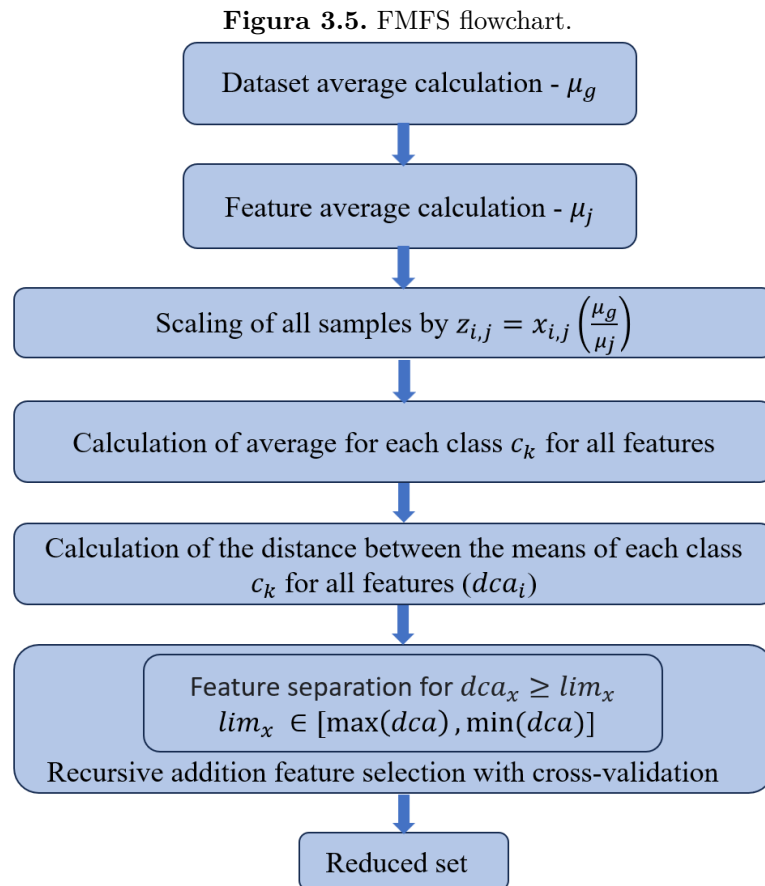 Figura 3.5. FMFS flowchart.
Dataset average calculation - μ_g
Feature average calculation - μ_j
Scaling of all samples by z_{i,j} = x_{i,j} (μ_g/μ_j)
Calculation of average for each class c_k for all features
Calculation of the distance between the means of each class
c_k for all features (dca_i)
Feature separation for dca_x ≥ lim_x
lim_x ∈ [max(dca), min(dca)]
Recursive addition feature selection with cross-validation
Reduced set